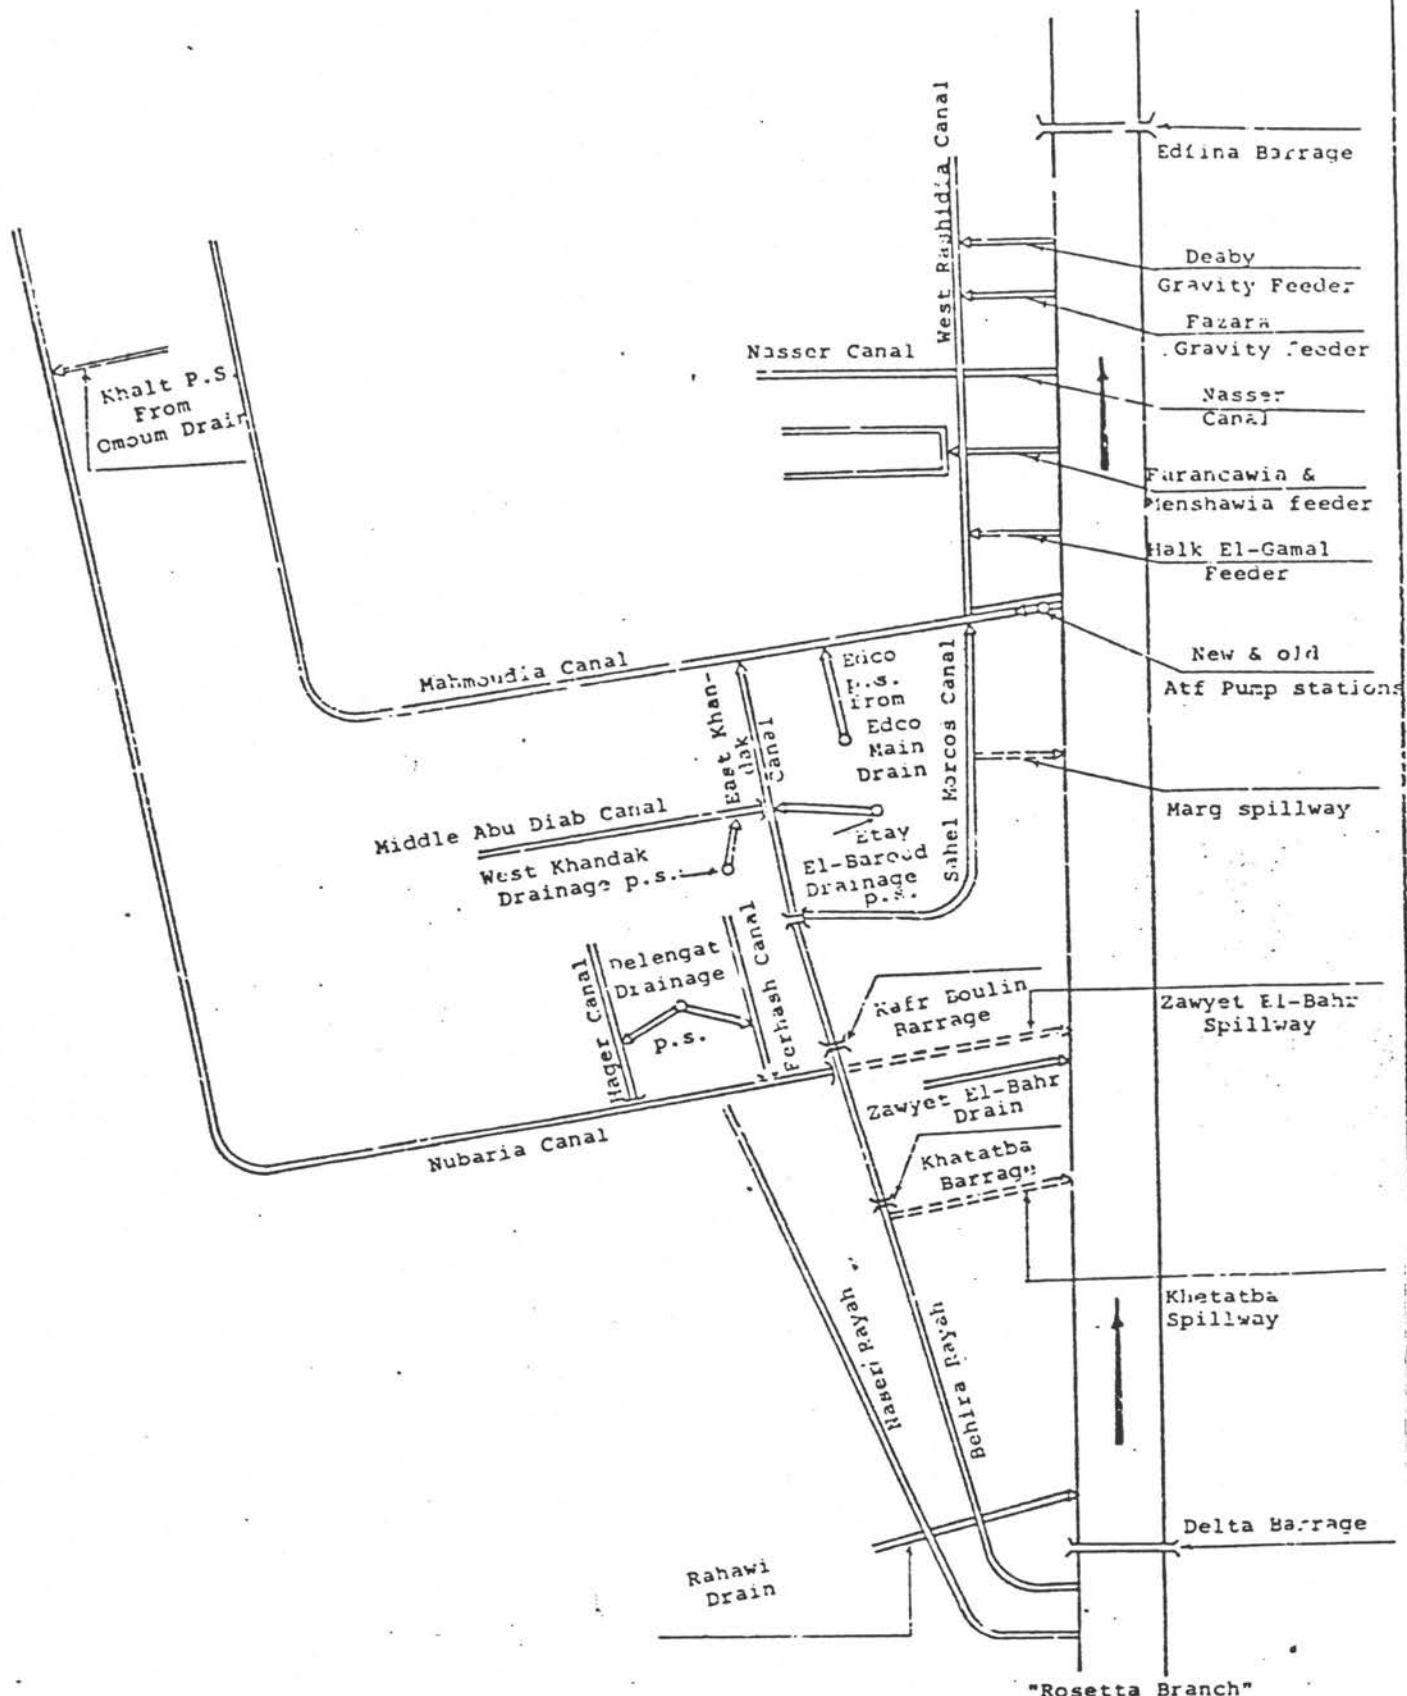 Edfina Barrage
West Rashidia Canal
Deaby
Gravity Feeder
Fazara
Gravity Feeder
Nasser Canal
Nasser
Canal
Khalt P.S.
From
Omoum Drain
Farancawia &
Menshawia feeder
Halk El-Gamal
Feeder
New & old
Atf Pump stations
Mahmoudia Canal
Edco
p.s.
from
Edco
Main
Drain
East Khan-
dak
Canal
Sahel Morcos Canal
Marg spillway
Middle Abu Diab Canal
West Khandak
Drainage p.s.
Etay
El-Baroud
Drainage
p.s.
Hager Canal
Delengat
Drainage
p.s.
Ferhash Canal
Kafr Boulin
Barrage
Zawyet El-Bahr
Spillway
Zawyet El-Bahr
Drain
Nubaria Canal
Khatatba
Barrage
Khetatba
Spillway
Naseri Rayah
Behira Rayah
Delta Barrage
Rahawi
Drain
"Rosetta Branch"